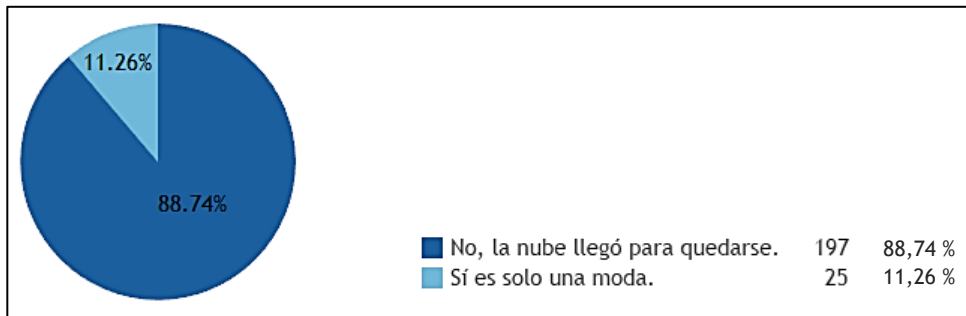 11.26%
88.74%
No, la nube llegó para quedarse. 197 88,74 %
Sí es solo una moda. 25 11,26 %